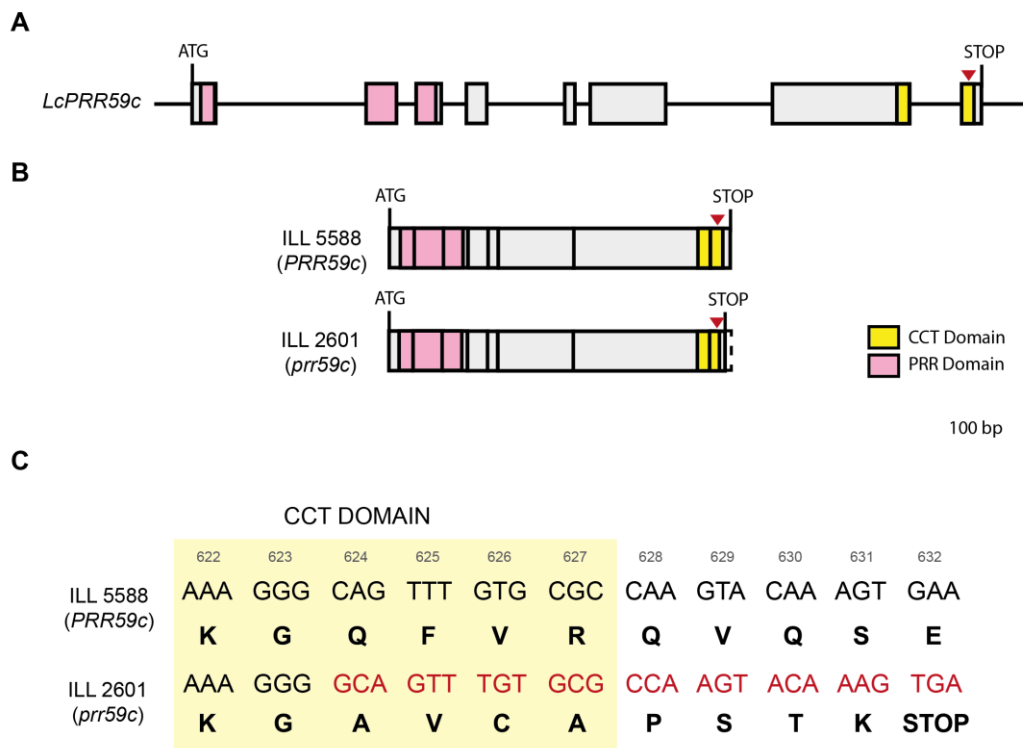 A
ATG STOP
LcPRR59c
B
ATG STOP
ILL 5588
(PRR59c)
ATG STOP
ILL 2601
(prr59c)
CCT Domain
PRR Domain
100 bp
C
CCT DOMAIN
622 623 624 625 626 627 628 629 630 631 632
ILL 5588
(PRR59c)
AAA GGG CAG TTT GTG CGC CAA GTA CAA AGT GAA
K G Q F V R Q V Q S E
ILL 2601
(prr59c)
AAA GGG GCA GTT TGT GCG CCA AGT ACA AAG TGA
K G A V C A P S T K STOP